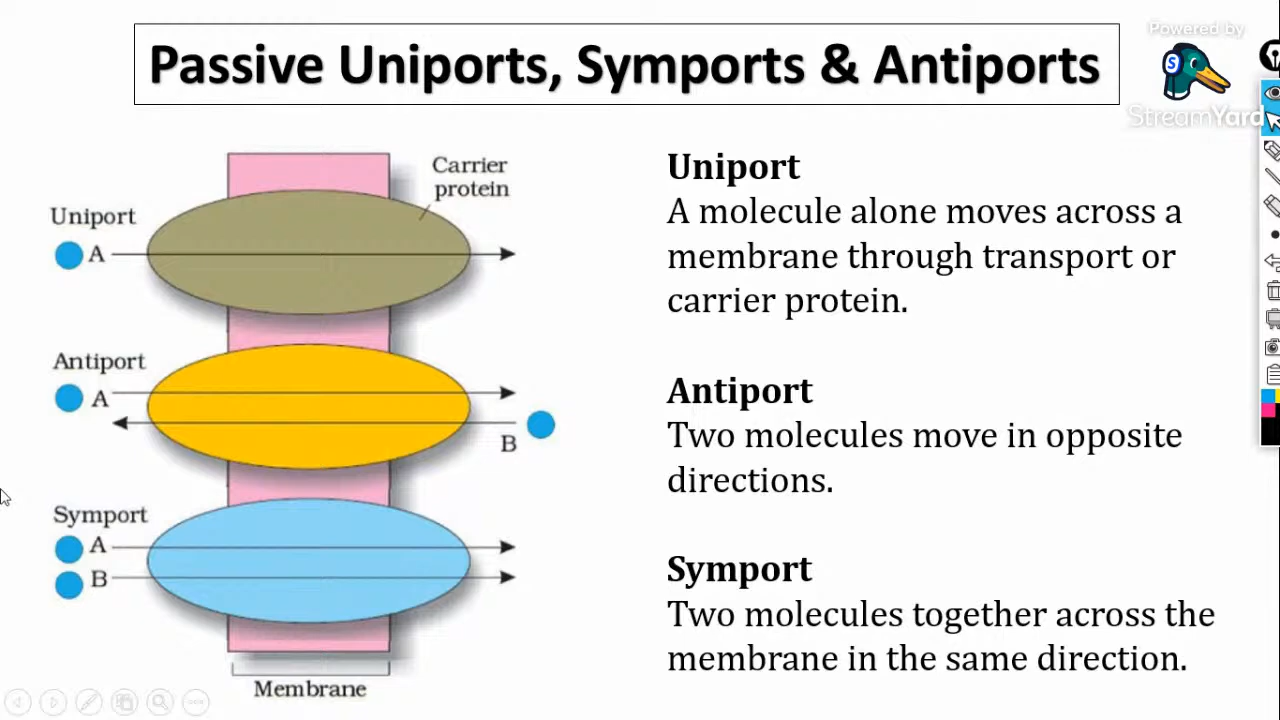 Passive Uniports, Symports & Antiports
Powered by
S
StreamYard
Carrier
protein
Uniport
A
Antiport
A
B
Symport
A
B
Membrane
Uniport
A molecule alone moves across a
membrane through transport or
carrier protein.
Antiport
Two molecules move in opposite
directions.
Symport
Two molecules together across the
membrane in the same direction.